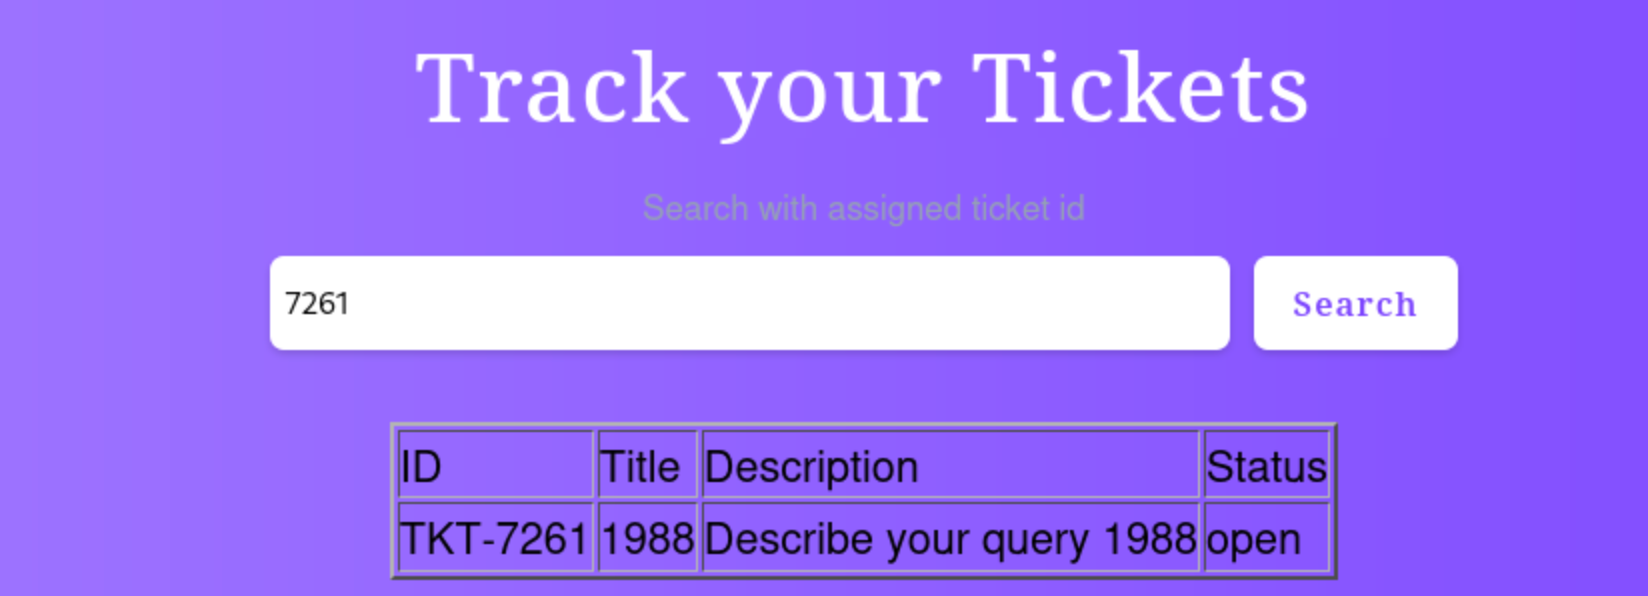 Track your Tickets
Search with assigned ticket id
7261 Search
ID Title Description Status
TKT-7261 1988 Describe your query 1988 open